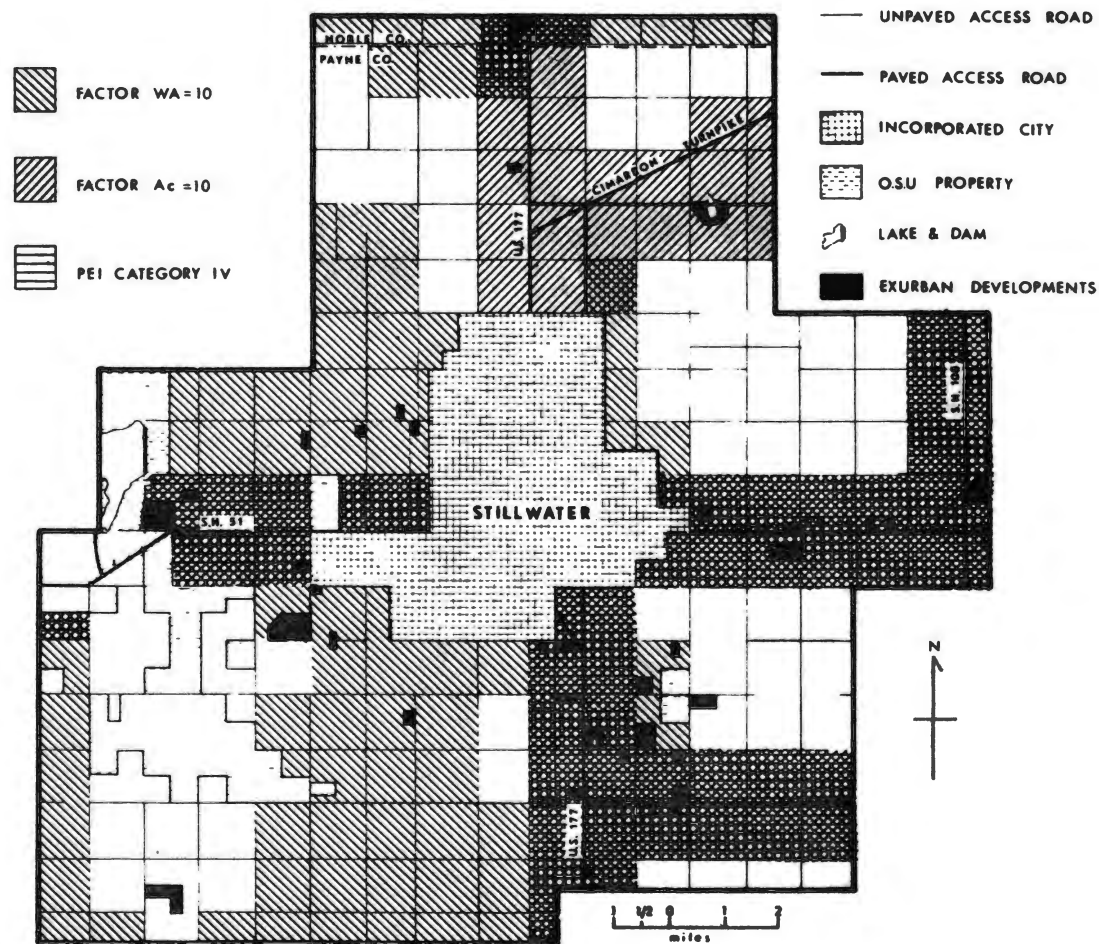 FACTOR WA=10
FACTOR Ac=10
PEI CATEGORY IV
NOBLE CO.
PAYNE CO.
UNPAVED ACCESS ROAD
PAVED ACCESS ROAD
INCORPORATED CITY
O.S.U PROPERTY
LAKE & DAM
EXURBAN DEVELOPMENTS
CIMARRON TURNPIKE
U.S. 177
S.H. 108
S.H. 51
STILLWATER
U.S. 177
N
1 1/2 0 1 2
miles